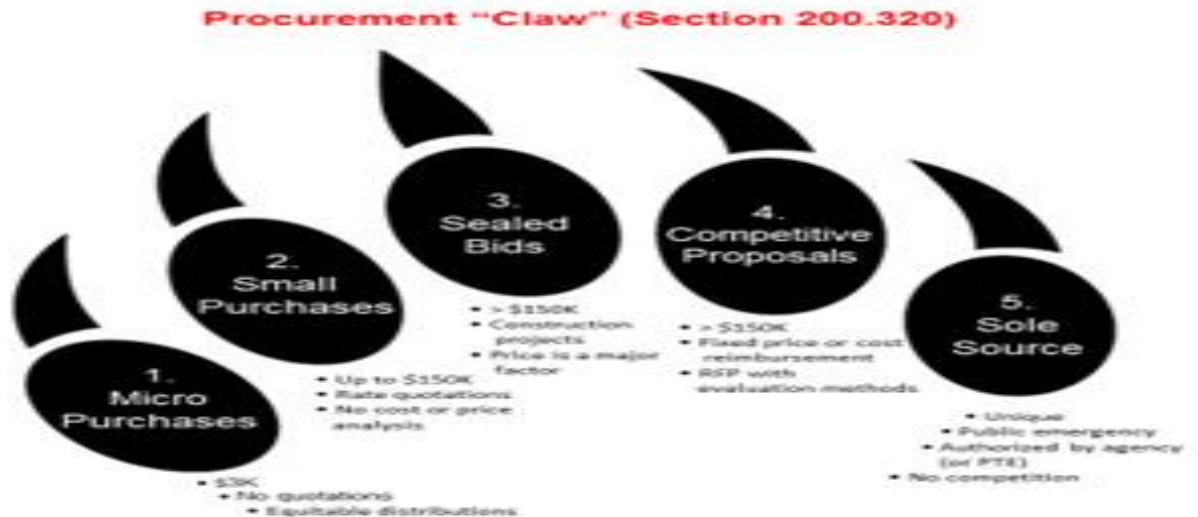 Procurement “Claw” (Section 200.320)
1.
Micro
Purchases
• $3K
• No quotations
• Equitable distributions
2.
Small
Purchases
• Up to $150K
• Rate quotations
• No cost or price
analysis
3.
Sealed
Bids
• > $150K
• Construction
projects
• Price is a major
factor
4.
Competitive
Proposals
• > $150K
• Fixed price or cost
reimbursement
• RFP with
evaluation methods
5.
Sole
Source
• Unique
• Public emergency
• Authorized by agency
(or PTE)
• No competition